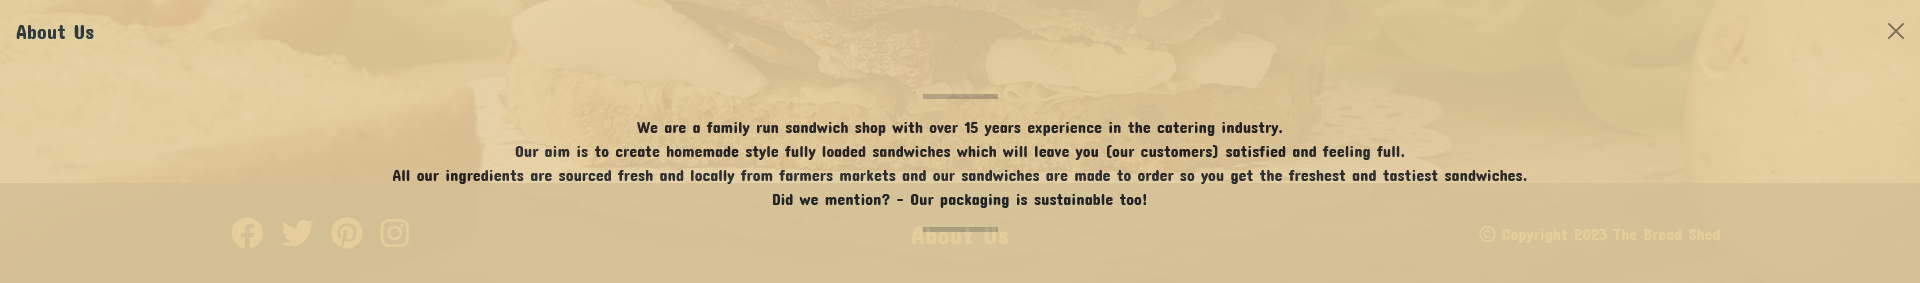 About Us
We are a family run sandwich shop with over 15 years experience in the catering industry.
Our aim is to create homemade style fully loaded sandwiches which will leave you (our customers) satisfied and feeling full.
All our ingredients are sourced fresh and locally from farmers markets and our sandwiches are made to order so you get the freshest and tastiest sandwiches.
Did we mention? - Our packaging is sustainable too!
About Us
© Copyright 2023 The Bread Shed